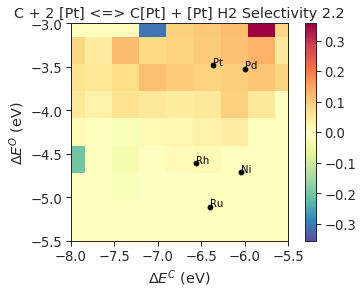 C + 2 [Pt] <=> C[Pt] + [Pt] H2 Selectivity 2.2
−3.0
−3.5
−4.0
−4.5
−5.0
−5.5
ΔE^O (eV)
Pt
Pd
Rh
Ni
Ru
−8.0 −7.5 −7.0 −6.5 −6.0 −5.5
ΔE^C (eV)
0.3
0.2
0.1
0.0
−0.1
−0.2
−0.3